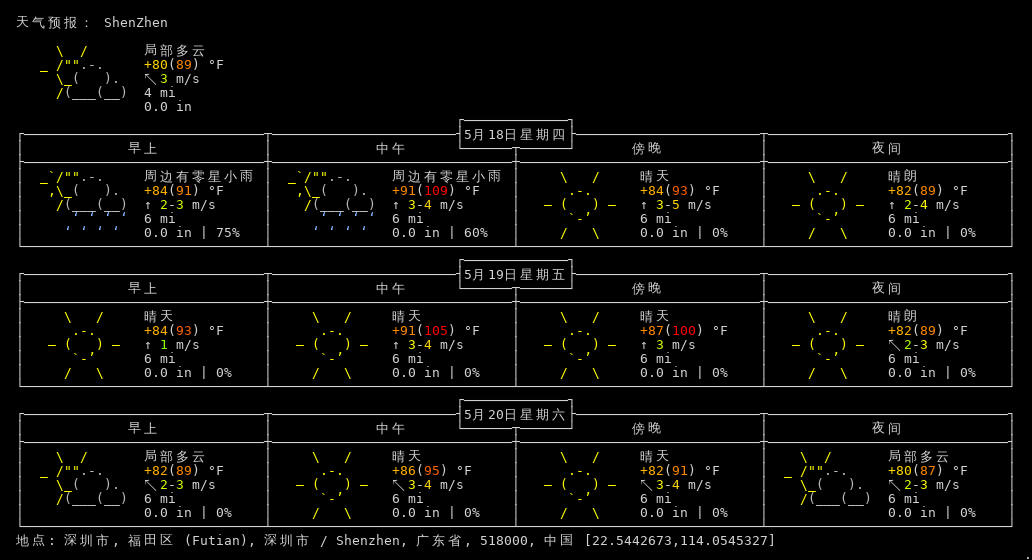 天气预报: ShenZhen
局部多云
+80(89) °F
↖3 m/s
4 mi
0.0 in
5月18日星期四
早上 中午 傍晚 夜间
周边有零星小雨 周边有零星小雨 晴天 晴朗
+84(91) °F +91(109) °F +84(93) °F +82(89) °F
↑ 2-3 m/s ↑ 3-4 m/s ↑ 3-5 m/s ↑ 2-4 m/s
6 mi 6 mi 6 mi 6 mi
0.0 in | 75% 0.0 in | 60% 0.0 in | 0% 0.0 in | 0%
5月19日星期五
早上 中午 傍晚 夜间
晴天 晴天 晴天 晴朗
+84(93) °F +91(105) °F +87(100) °F +82(89) °F
↑ 1 m/s ↑ 3-4 m/s ↑ 3 m/s ↖2-3 m/s
6 mi 6 mi 6 mi 6 mi
0.0 in | 0% 0.0 in | 0% 0.0 in | 0% 0.0 in | 0%
5月20日星期六
早上 中午 傍晚 夜间
局部多云 晴天 晴天 局部多云
+82(89) °F +86(95) °F +82(91) °F +80(87) °F
↖2-3 m/s ↖3-4 m/s ↖3-4 m/s ↖2-3 m/s
6 mi 6 mi 6 mi 6 mi
0.0 in | 0% 0.0 in | 0% 0.0 in | 0% 0.0 in | 0%
地点: 深圳市, 福田区 (Futian), 深圳市 / Shenzhen, 广东省, 518000, 中国 [22.5442673,114.0545327]